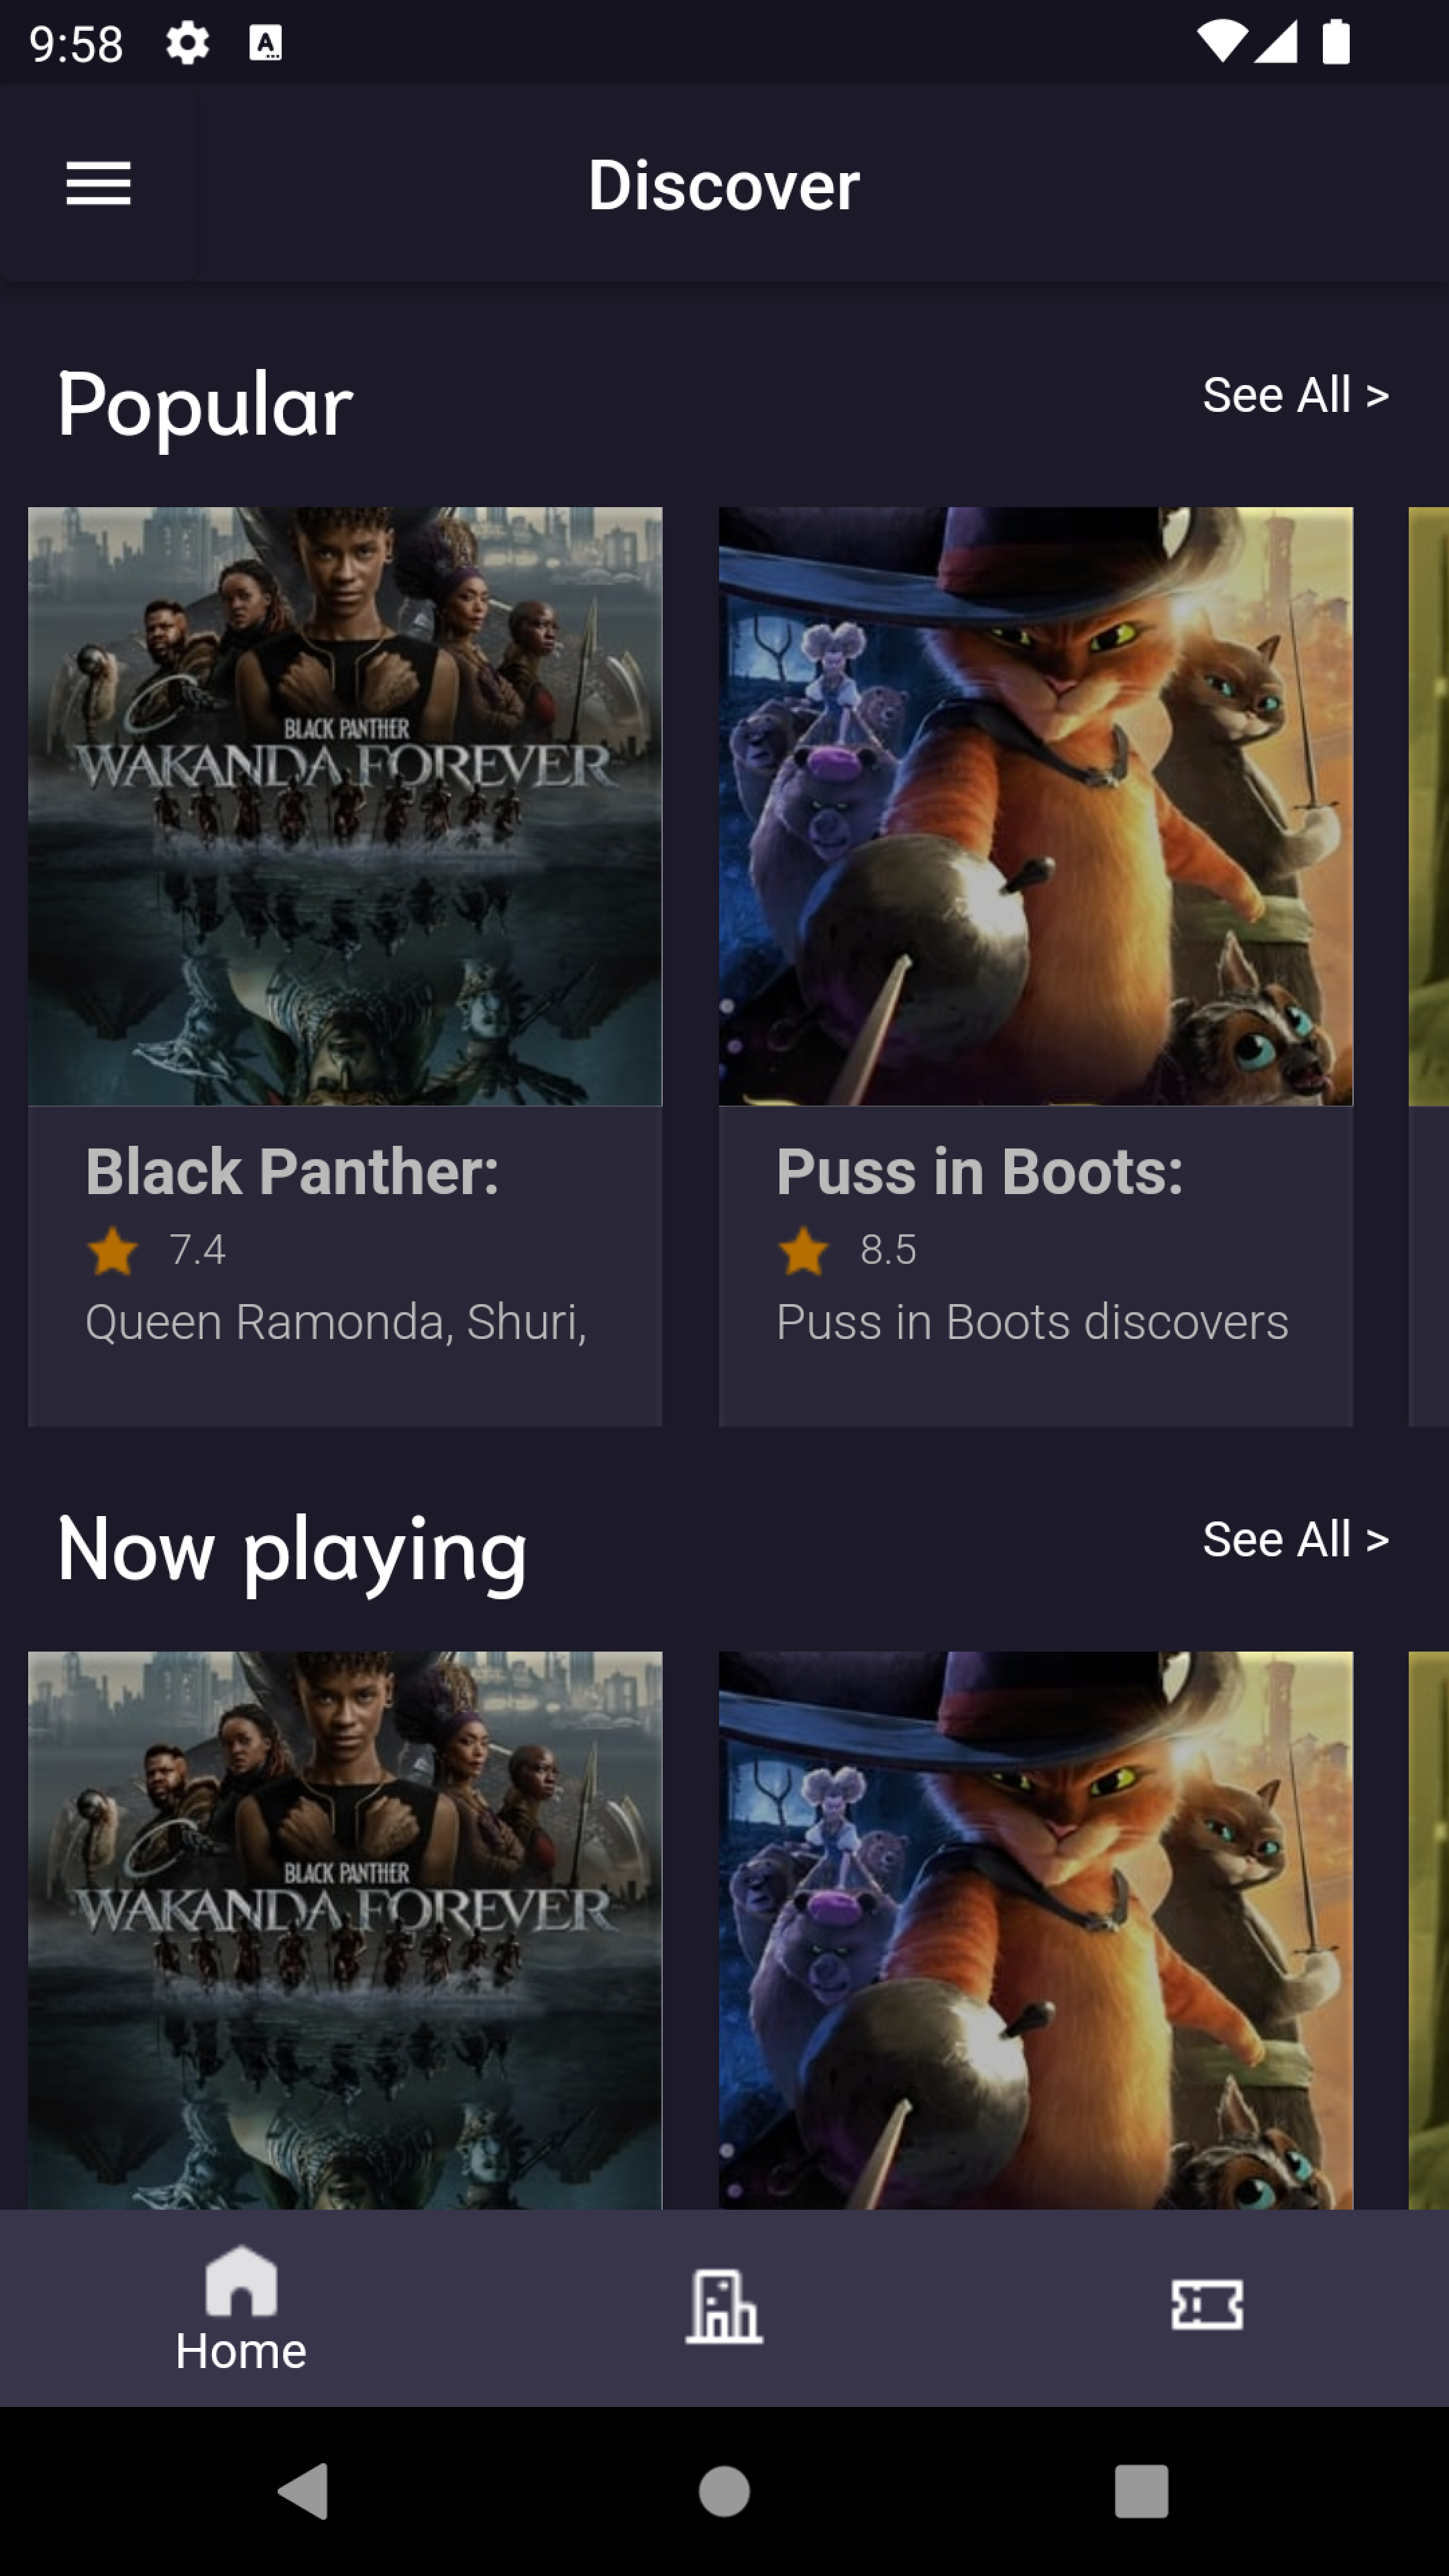 9:58
Discover
Popular
See All >
BLACK PANTHER
WAKANDA FOREVER
Black Panther:
7.4
Queen Ramonda, Shuri,
Puss in Boots:
8.5
Puss in Boots discovers
Now playing
See All >
BLACK PANTHER
WAKANDA FOREVER
Home